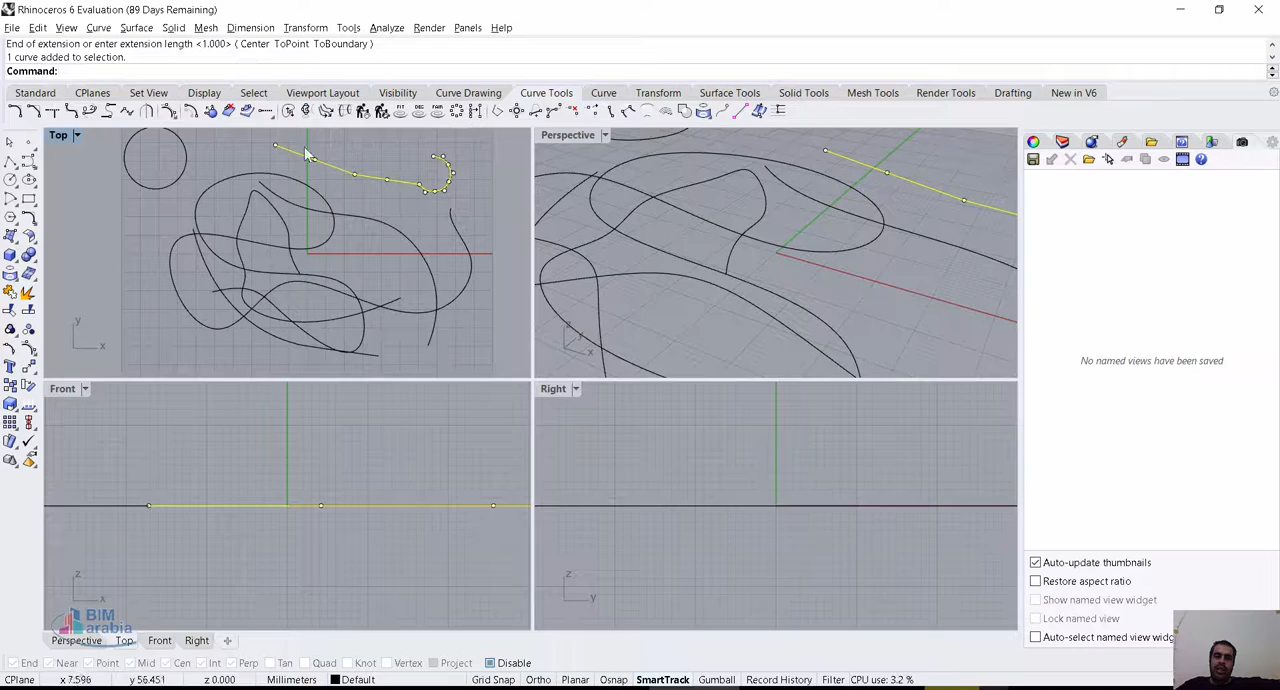 Rhinoceros 6 Evaluation (89 Days Remaining)
File Edit View Curve Surface Solid Mesh Dimension Transform Tools Analyze Render Panels Help
End of extension or enter extension length <1.000> ( Center ToPoint ToBoundary )
1 curve added to selection.
Command:
Standard CPlanes Set View Display Select Viewport Layout Visibility Curve Drawing Curve Tools Curve Transform Surface Tools Solid Tools Mesh Tools Render Tools Drafting New in V6
Top
Perspective
y
x
z
y
x
No named views have been saved
Front
Right
z
x
z
y
Auto-update thumbnails
Restore aspect ratio
Show named view widget
Lock named view
Auto-select named view widg
BIM
arabia
Perspective Top Front Right
End Near Point Mid Cen Int Perp Tan Quad Knot Vertex Project Disable
CPlane x 7.596 y 56.451 z 0.000 Millimeters Default Grid Snap Ortho Planar Osnap SmartTrack Gumball Record History Filter CPU use: 3.2 %